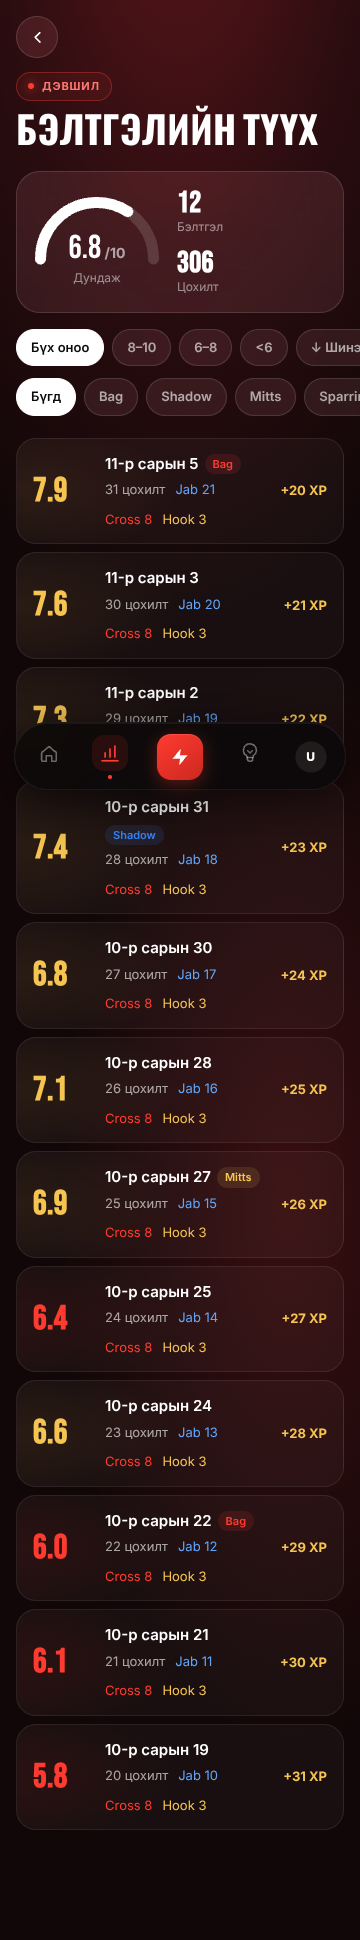 ДЭВШИЛ
БЭЛТГЭЛИЙН ТҮҮХ
6.8 /10
Дундаж
12
Бэлтгэл
306
Цохилт
Бүх оноо 8–10 6–8 <6 ↓ Шинэ
Бүгд Bag Shadow Mitts Sparri
7.9
11-р сарын 5 Bag
31 цохилт Jab 21
Cross 8 Hook 3
+20 XP
7.6
11-р сарын 3
30 цохилт Jab 20
Cross 8 Hook 3
+21 XP
7.3
11-р сарын 2
29 цохилт Jab 19
+22 XP
U
7.4
10-р сарын 31
Shadow
28 цохилт Jab 18
Cross 8 Hook 3
+23 XP
6.8
10-р сарын 30
27 цохилт Jab 17
Cross 8 Hook 3
+24 XP
7.1
10-р сарын 28
26 цохилт Jab 16
Cross 8 Hook 3
+25 XP
6.9
10-р сарын 27 Mitts
25 цохилт Jab 15
Cross 8 Hook 3
+26 XP
6.4
10-р сарын 25
24 цохилт Jab 14
Cross 8 Hook 3
+27 XP
6.6
10-р сарын 24
23 цохилт Jab 13
Cross 8 Hook 3
+28 XP
6.0
10-р сарын 22 Bag
22 цохилт Jab 12
Cross 8 Hook 3
+29 XP
6.1
10-р сарын 21
21 цохилт Jab 11
Cross 8 Hook 3
+30 XP
5.8
10-р сарын 19
20 цохилт Jab 10
Cross 8 Hook 3
+31 XP